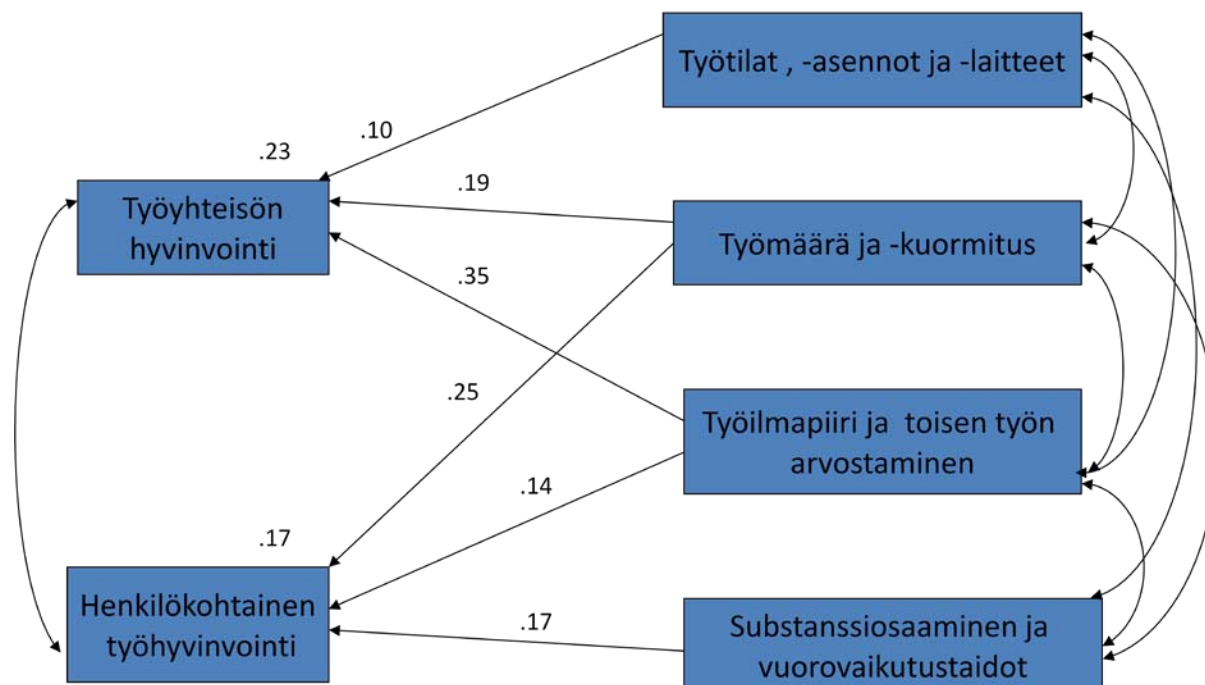 Työtilat , -asennot ja -laitteet
.10
.23
Työyhteisön
hyvinvointi
.19
Työmäärä ja -kuormitus
.35
.25
Työilmapiiri ja toisen työn
arvostaminen
.14
.17
Henkilökohtainen
työhyvinvointi
.17
Substanssiosaaminen ja
vuorovaikutustaidot